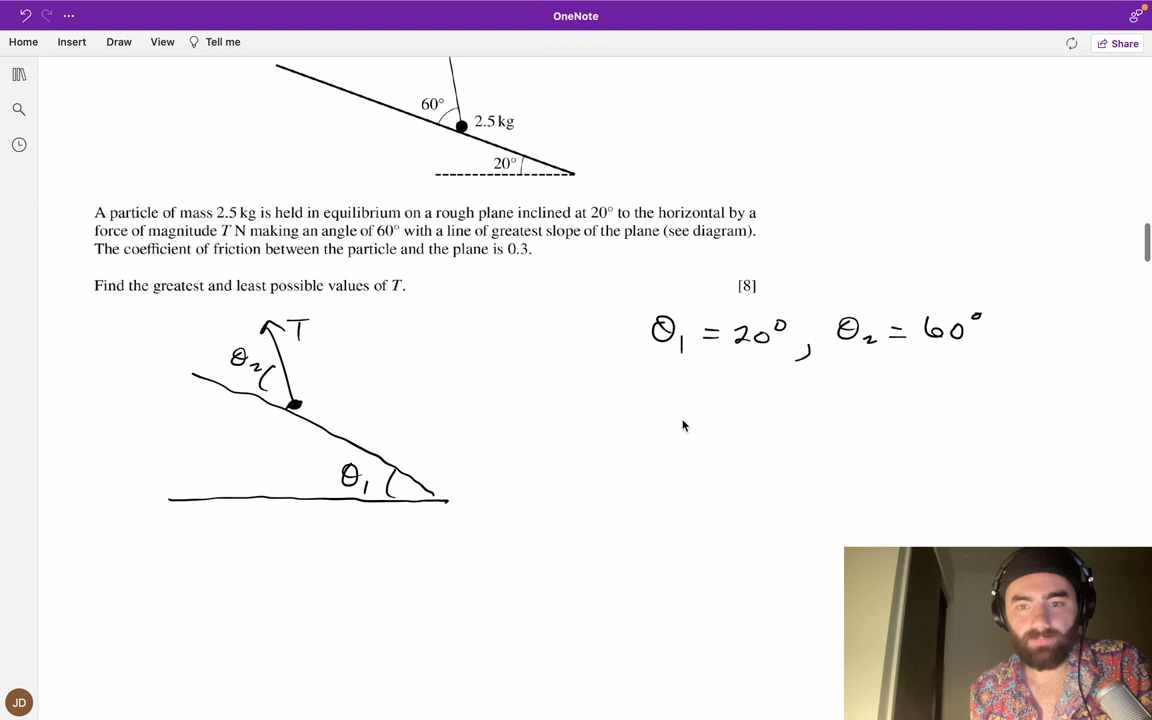 OneNote
Home Insert Draw View Tell me
Share
60°
2.5 kg
20°
A particle of mass 2.5 kg is held in equilibrium on a rough plane inclined at 20° to the horizontal by a
force of magnitude T N making an angle of 60° with a line of greatest slope of the plane (see diagram).
The coefficient of friction between the particle and the plane is 0.3.
Find the greatest and least possible values of T. [8]
T
θ₂
θ₁
θ₁ = 20°, θ₂ = 60°
JD